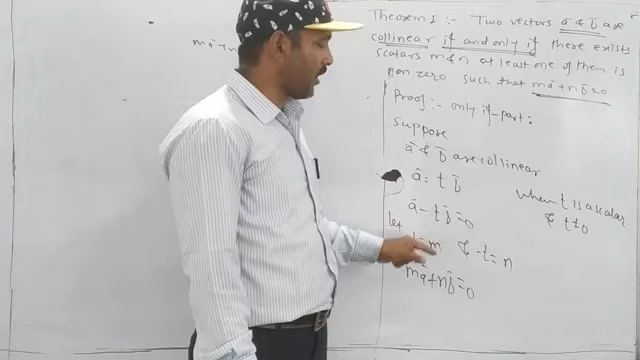 Theorem 1 :- Two vectors ā & b̄ are
collinear if and only if there exists
scalars m & n at least one of them is
non zero such that mā+nb̄=0
Proof :- only if-part:
suppose
ā & b̄ are collinear
ā = t b̄
when t is a scalar
& t≠0
ā - t b̄ = 0
let
= m & -t = n
mā+nb̄=0